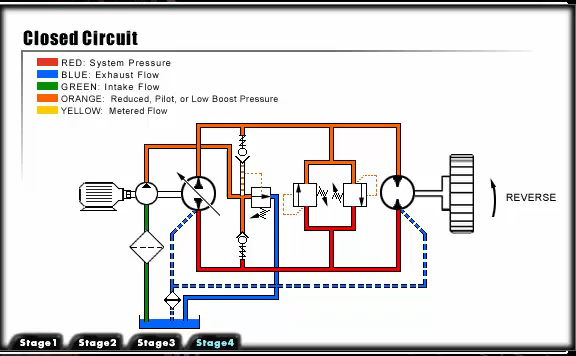 Closed Circuit
RED: System Pressure
BLUE: Exhaust Flow
GREEN: Intake Flow
ORANGE: Reduced, Pilot, or Low Boost Pressure
YELLOW: Metered Flow
REVERSE
Stage1 Stage2 Stage3 Stage4